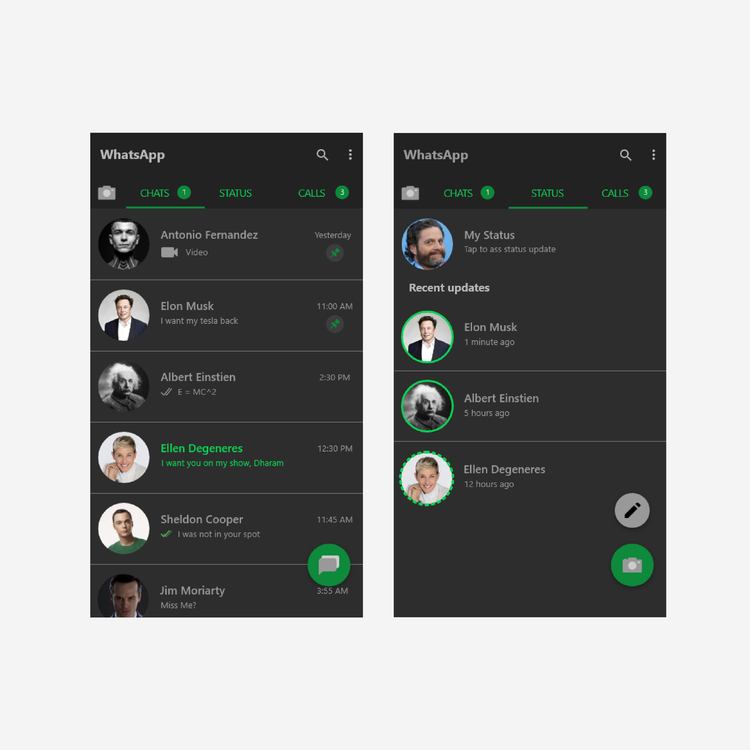 WhatsApp
CHATS 1 STATUS CALLS 3
Antonio Fernandez Yesterday
Video
Elon Musk 11:00 AM
I want my tesla back
Albert Einstien 2:30 PM
E = MC^2
Ellen Degeneres 12:30 PM
I want you on my show, Dharam
Sheldon Cooper 11:45 AM
I was not in your spot
Jim Moriarty 3:55 AM
Miss Me?
WhatsApp
CHATS 1 STATUS CALLS 3
My Status
Tap to ass status update
Recent updates
Elon Musk
1 minute ago
Albert Einstien
5 hours ago
Ellen Degeneres
12 hours ago